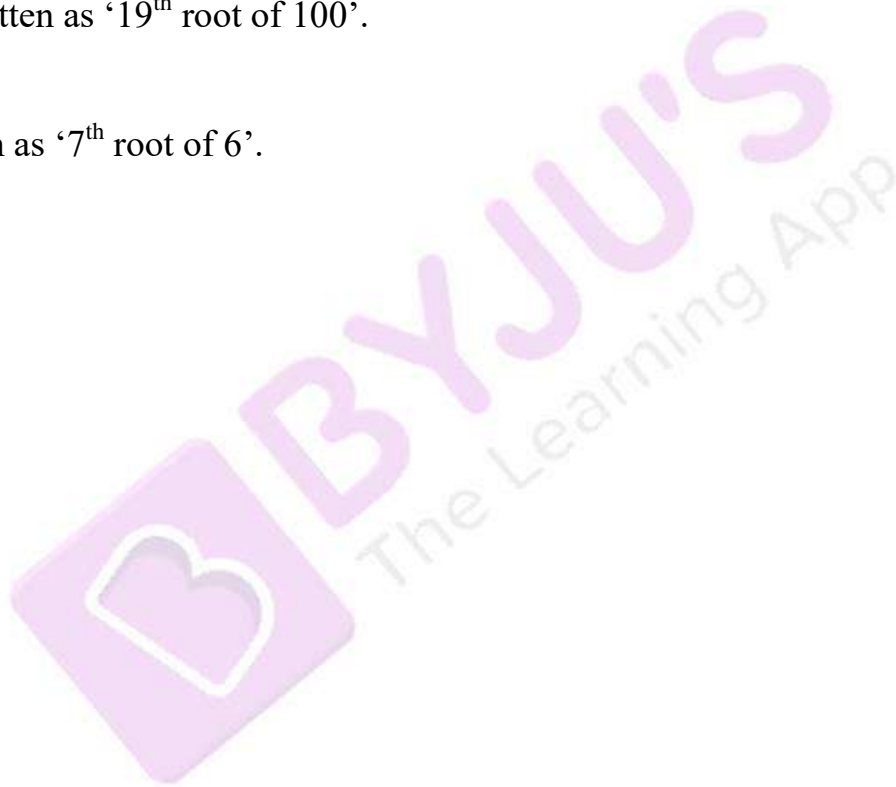 tten as ‘19th root of 100’.
n as ‘7th root of 6’.
BYJU'S
The Learning App